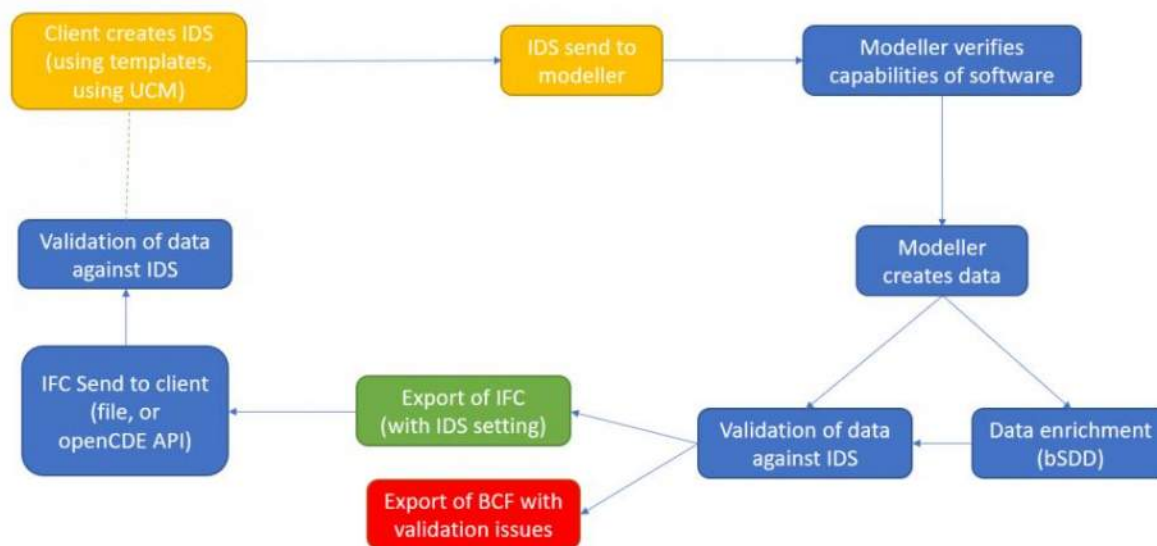 Client creates IDS
(using templates,
using UCM)
IDS send to
modeller
Modeller verifies
capabilities of software
Validation of data
against IDS
Modeller
creates data
IFC Send to client
(file, or
openCDE API)
Export of IFC
(with IDS setting)
Validation of data
against IDS
Data enrichment
(bSDD)
Export of BCF with
validation issues